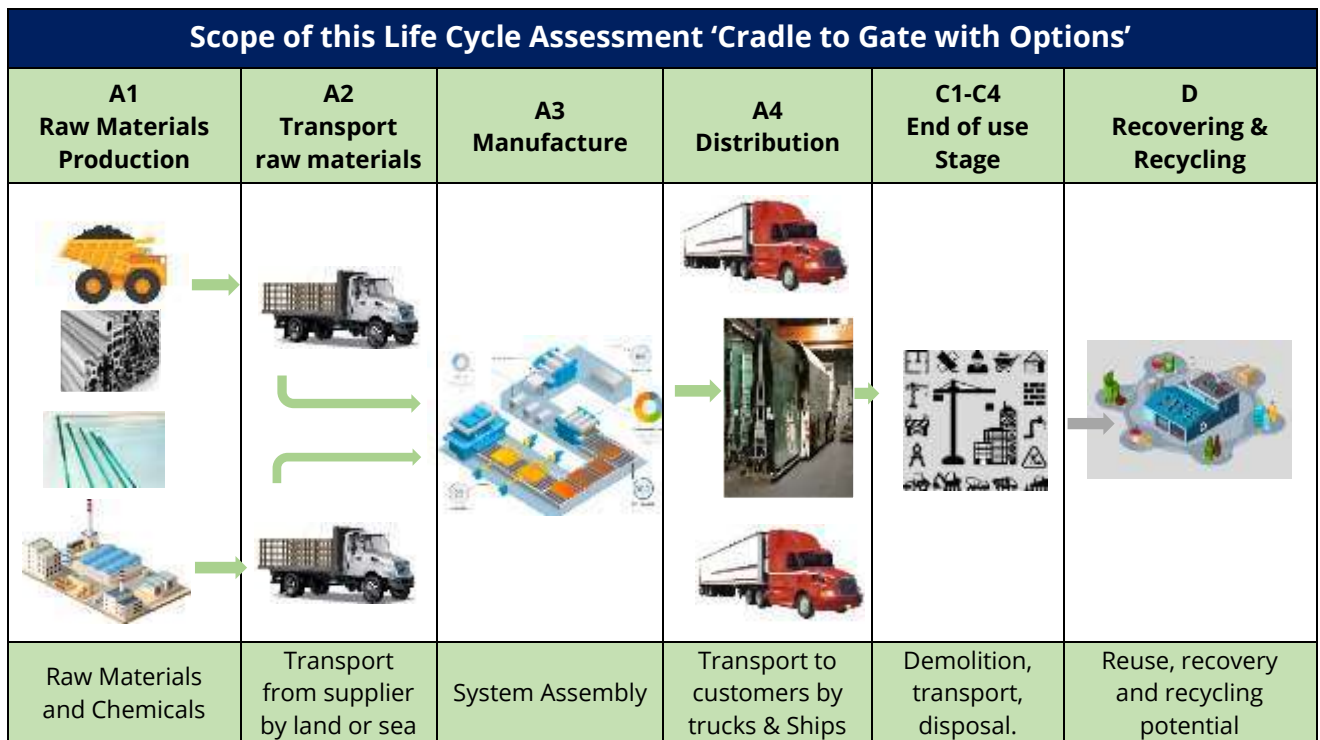 Scope of this Life Cycle Assessment ‘Cradle to Gate with Options’
A1
Raw Materials
Production
A2
Transport
raw materials
A3
Manufacture
A4
Distribution
C1-C4
End of use
Stage
D
Recovering &
Recycling
Raw Materials
and Chemicals
Transport
from supplier
by land or sea
System Assembly
Transport to
customers by
trucks & Ships
Demolition,
transport,
disposal.
Reuse, recovery
and recycling
potential